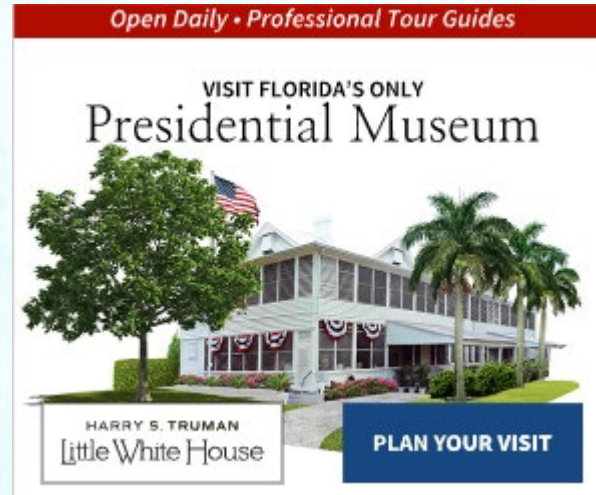 Open Daily • Professional Tour Guides
VISIT FLORIDA'S ONLY
Presidential Museum
HARRY S. TRUMAN
Little White House
PLAN YOUR VISIT